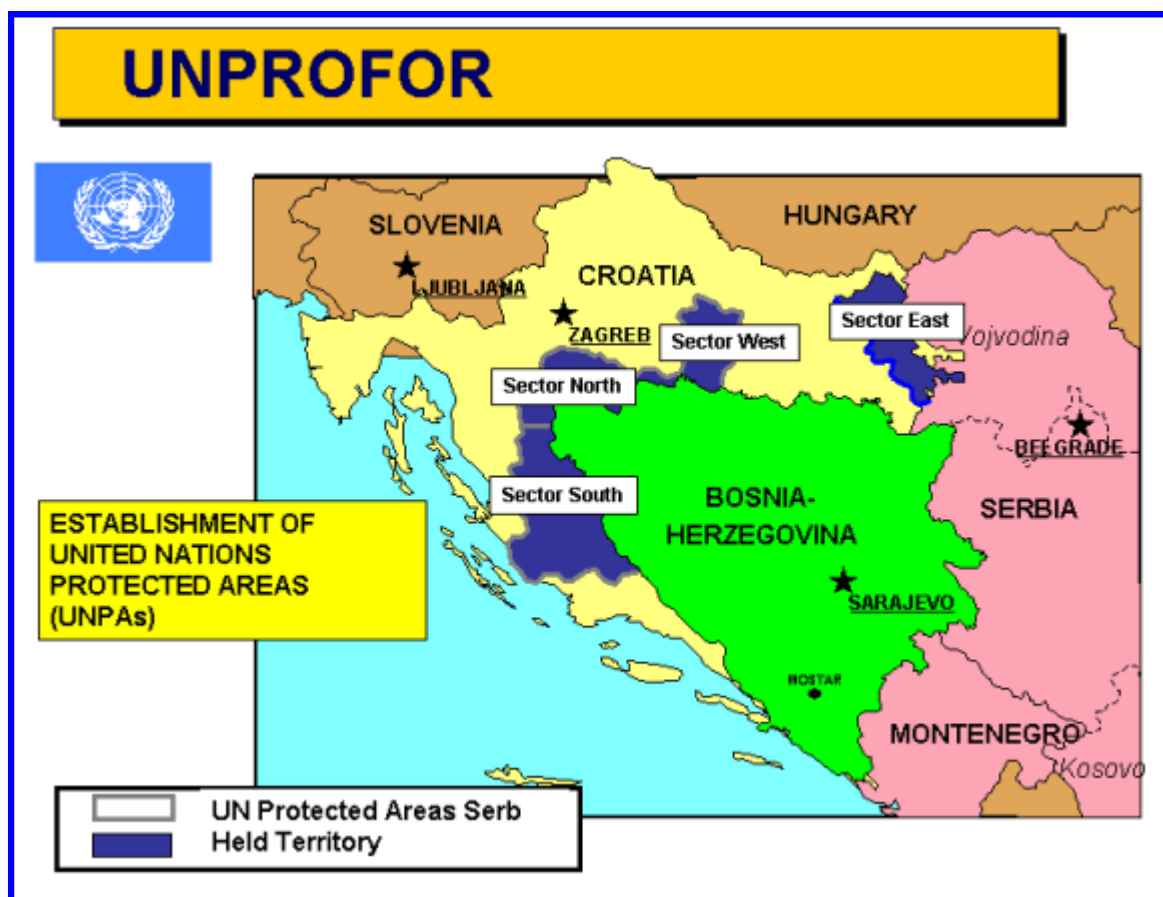 UNPROFOR
HUNGARY
SLOVENIA
CROATIA
LJUBLJANA
ZAGREB
Sector West
Sector East
Vojvodina
Sector North
BELGRADE
Sector South
BOSNIA-
HERZEGOVINA
SERBIA
ESTABLISHMENT OF
UNITED NATIONS
PROTECTED AREAS
(UNPAs)
SARAJEVO
MOSTAR
MONTENEGRO
Kosovo
UN Protected Areas Serb
Held Territory